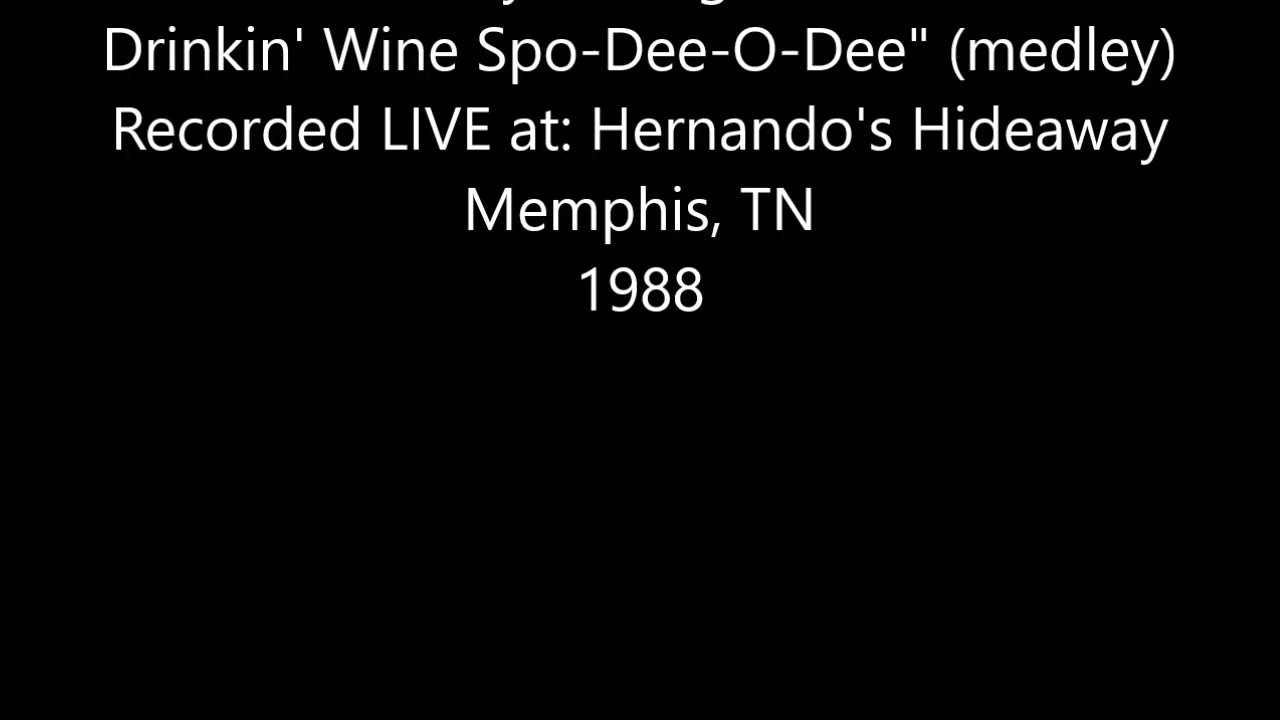 Drinkin' Wine Spo-Dee-O-Dee" (medley)
Recorded LIVE at: Hernando's Hideaway
Memphis, TN
1988